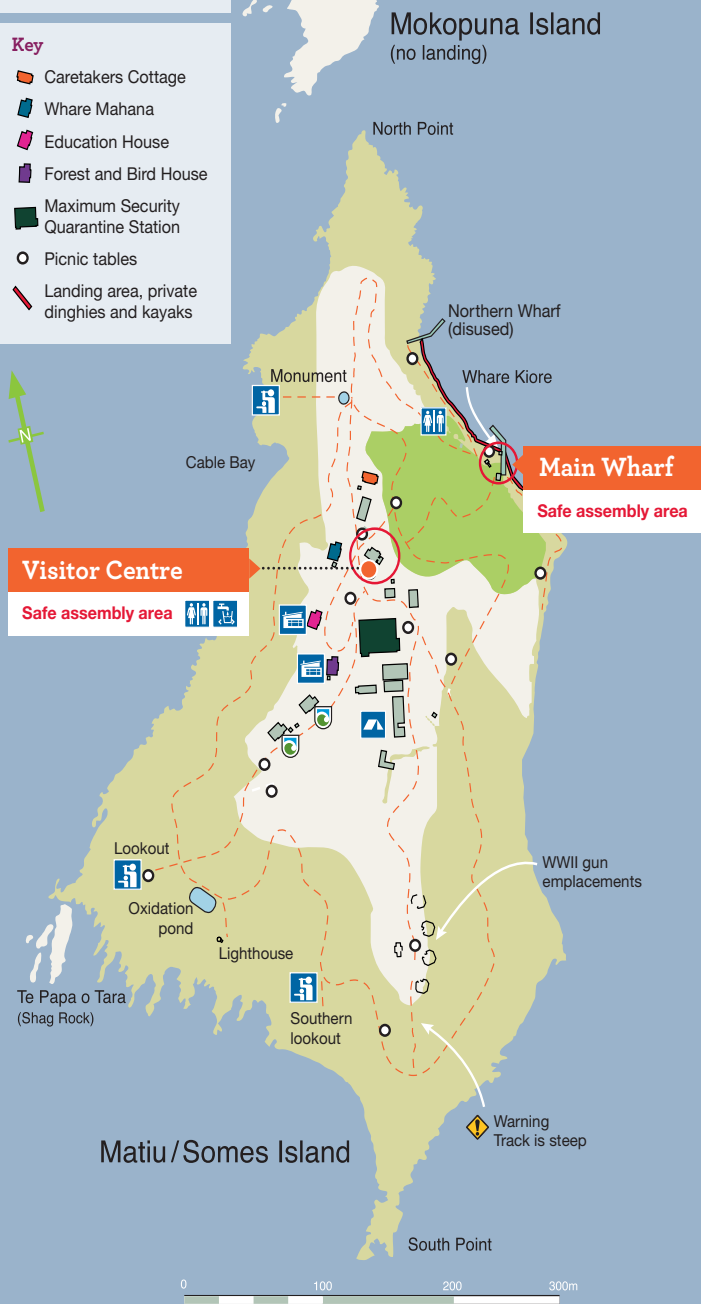 Mokopuna Island
(no landing)
Key
Caretakers Cottage
Whare Mahana
Education House
Forest and Bird House
Maximum Security
Quarantine Station
Picnic tables
Landing area, private
dinghies and kayaks
North Point
Northern Wharf
(disused)
Whare Kiore
Monument
N
Cable Bay
Main Wharf
Safe assembly area
Visitor Centre
Safe assembly area
Lookout
Oxidation
pond
Lighthouse
WWII gun
emplacements
Te Papa o Tara
(Shag Rock)
Southern
lookout
Warning
Track is steep
Matiu/Somes Island
South Point
0 100 200 300m